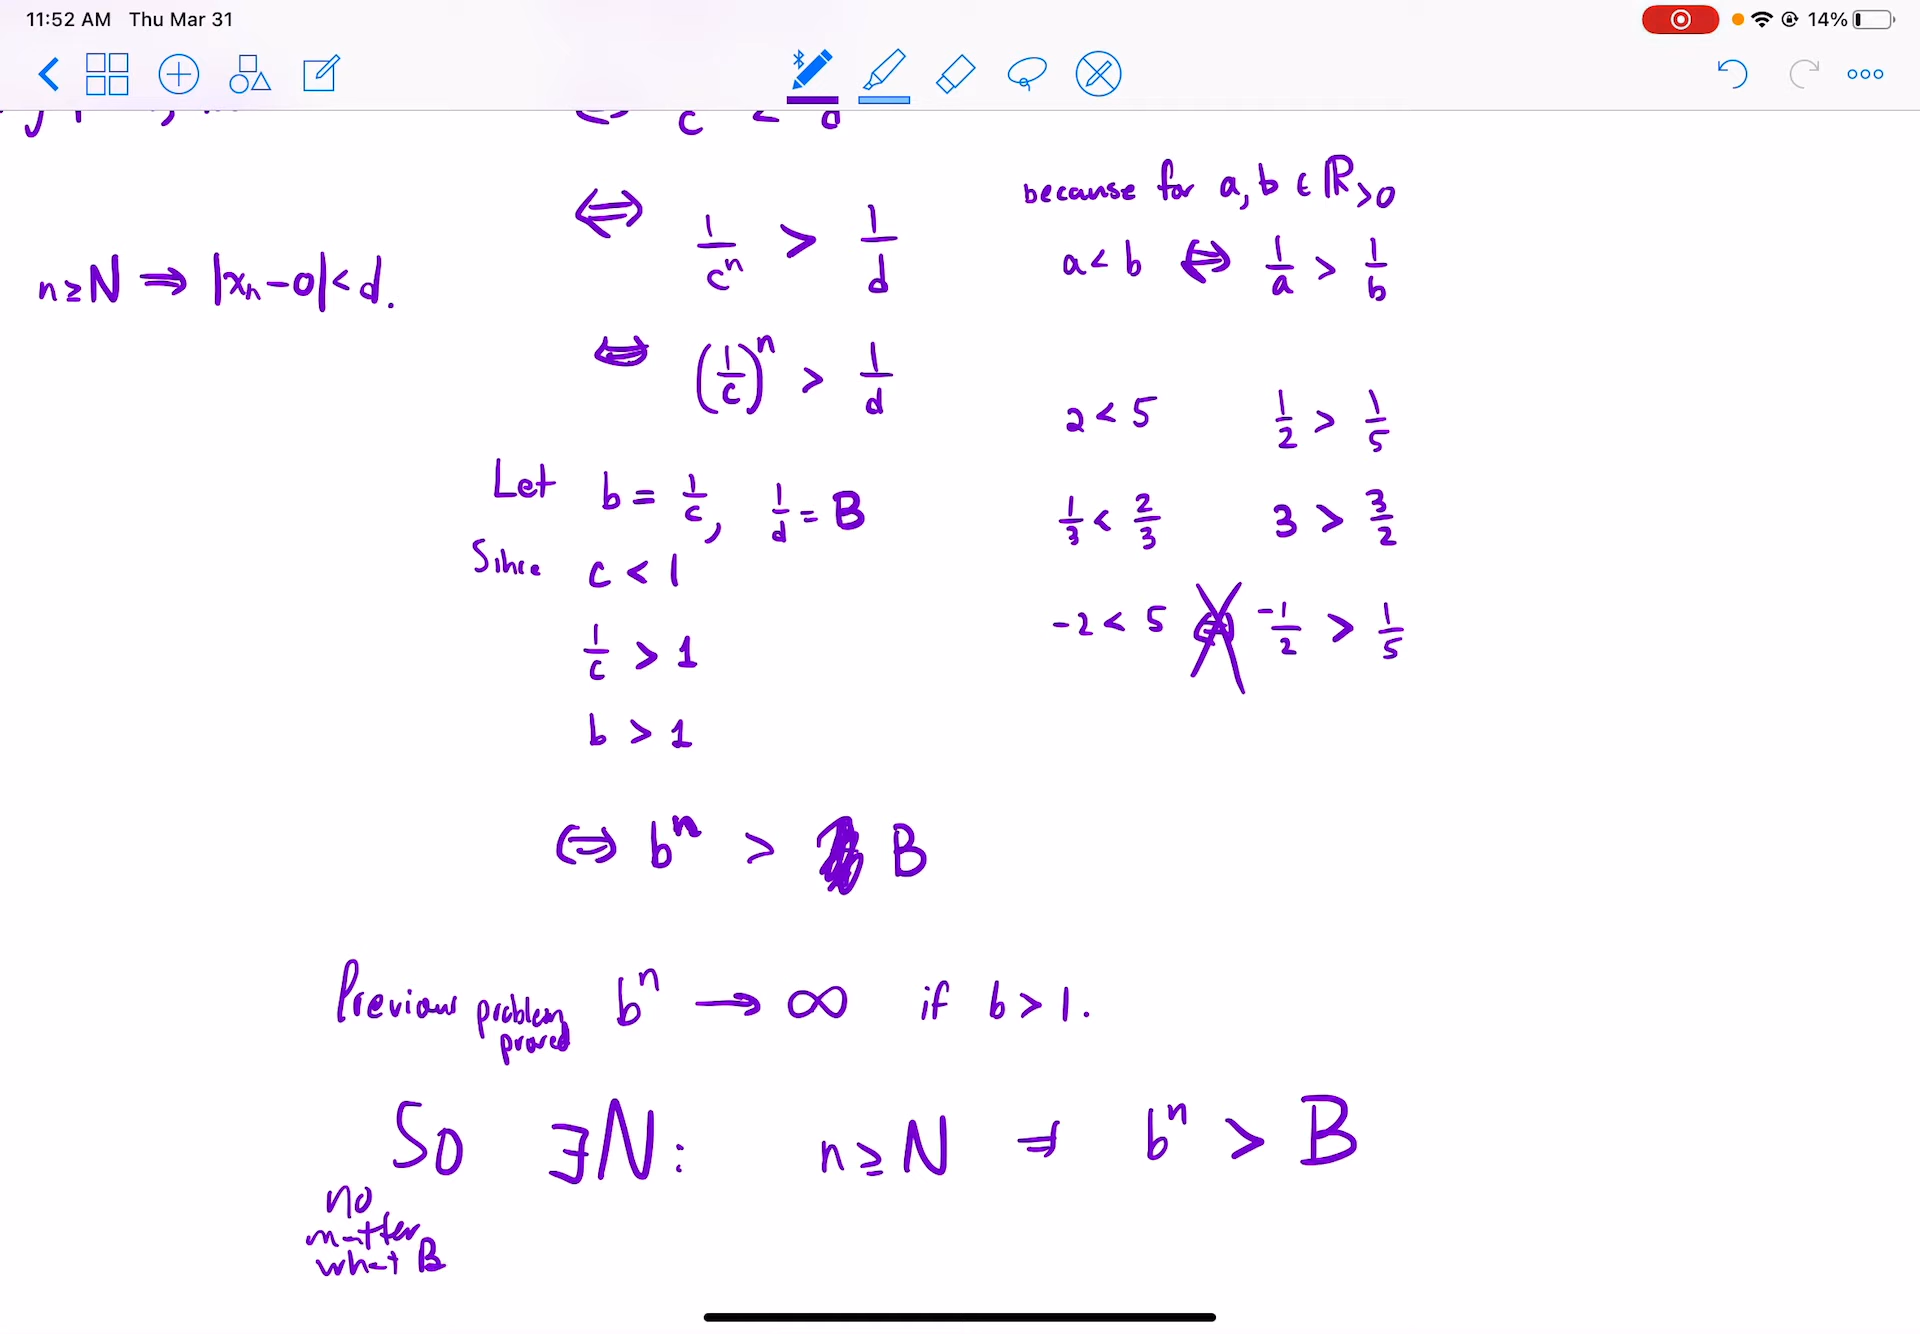 11:52 AM Thu Mar 31
14%
c < d
⇔ 1/cⁿ > 1/d
because for a, b ∈ ℝ>0
a < b ⇔ 1/a > 1/b
n ≥ N ⇒ |xₙ - 0| < d.
⇔ (1/c)ⁿ > 1/d
2 < 5 1/2 > 1/5
Let b = 1/c, 1/d = B
1/3 < 2/3 3 > 3/2
Since c < 1
-2 < 5 ⇔ -1/2 > 1/5
1/c > 1
b > 1
⇔ bⁿ > B
Previous problem proved bⁿ → ∞ if b > 1.
So ∃N: n ≥ N ⇒ bⁿ > B
no
matter
what B